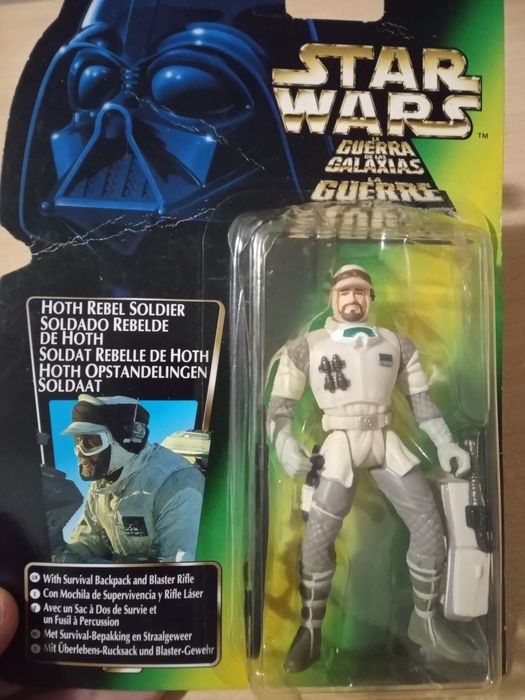 STAR
WARS
TM
LA
GUERRA
DE LAS
GALAXIAS
LA
GUERRE
HOTH REBEL SOLDIER
SOLDADO REBELDE
DE HOTH
SOLDAT REBELLE DE HOTH
HOTH OPSTANDELINGEN
SOLDAAT
With Survival Backpack and Blaster Rifle
Con Mochila de Supervivencia y Rifle Láser
Avec un Sac à Dos de Survie et
un Fusil à Percussion
Met Survival-Bepakking en Straalgeweer
Mit Überlebens-Rucksack und Blaster-Gewehr